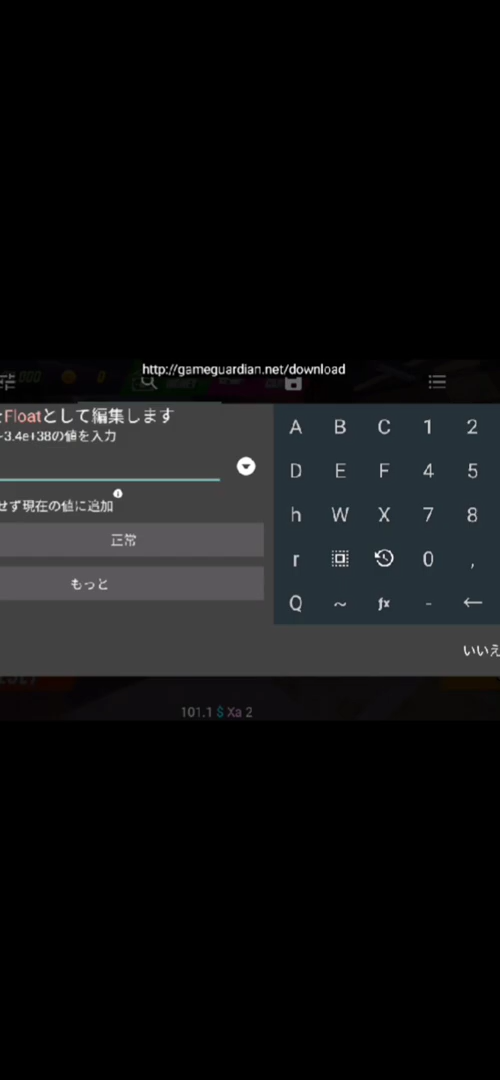 http://gameguardian.net/download
Floatとして編集します
~3.4e+38の値を入力
せず現在の値に追加
正常
もっと
A B C 1 2
D E F 4 5
h W X 7 8
r 0 ,
Q ~ fx - ←
いいえ
101.1 $ Xa 2